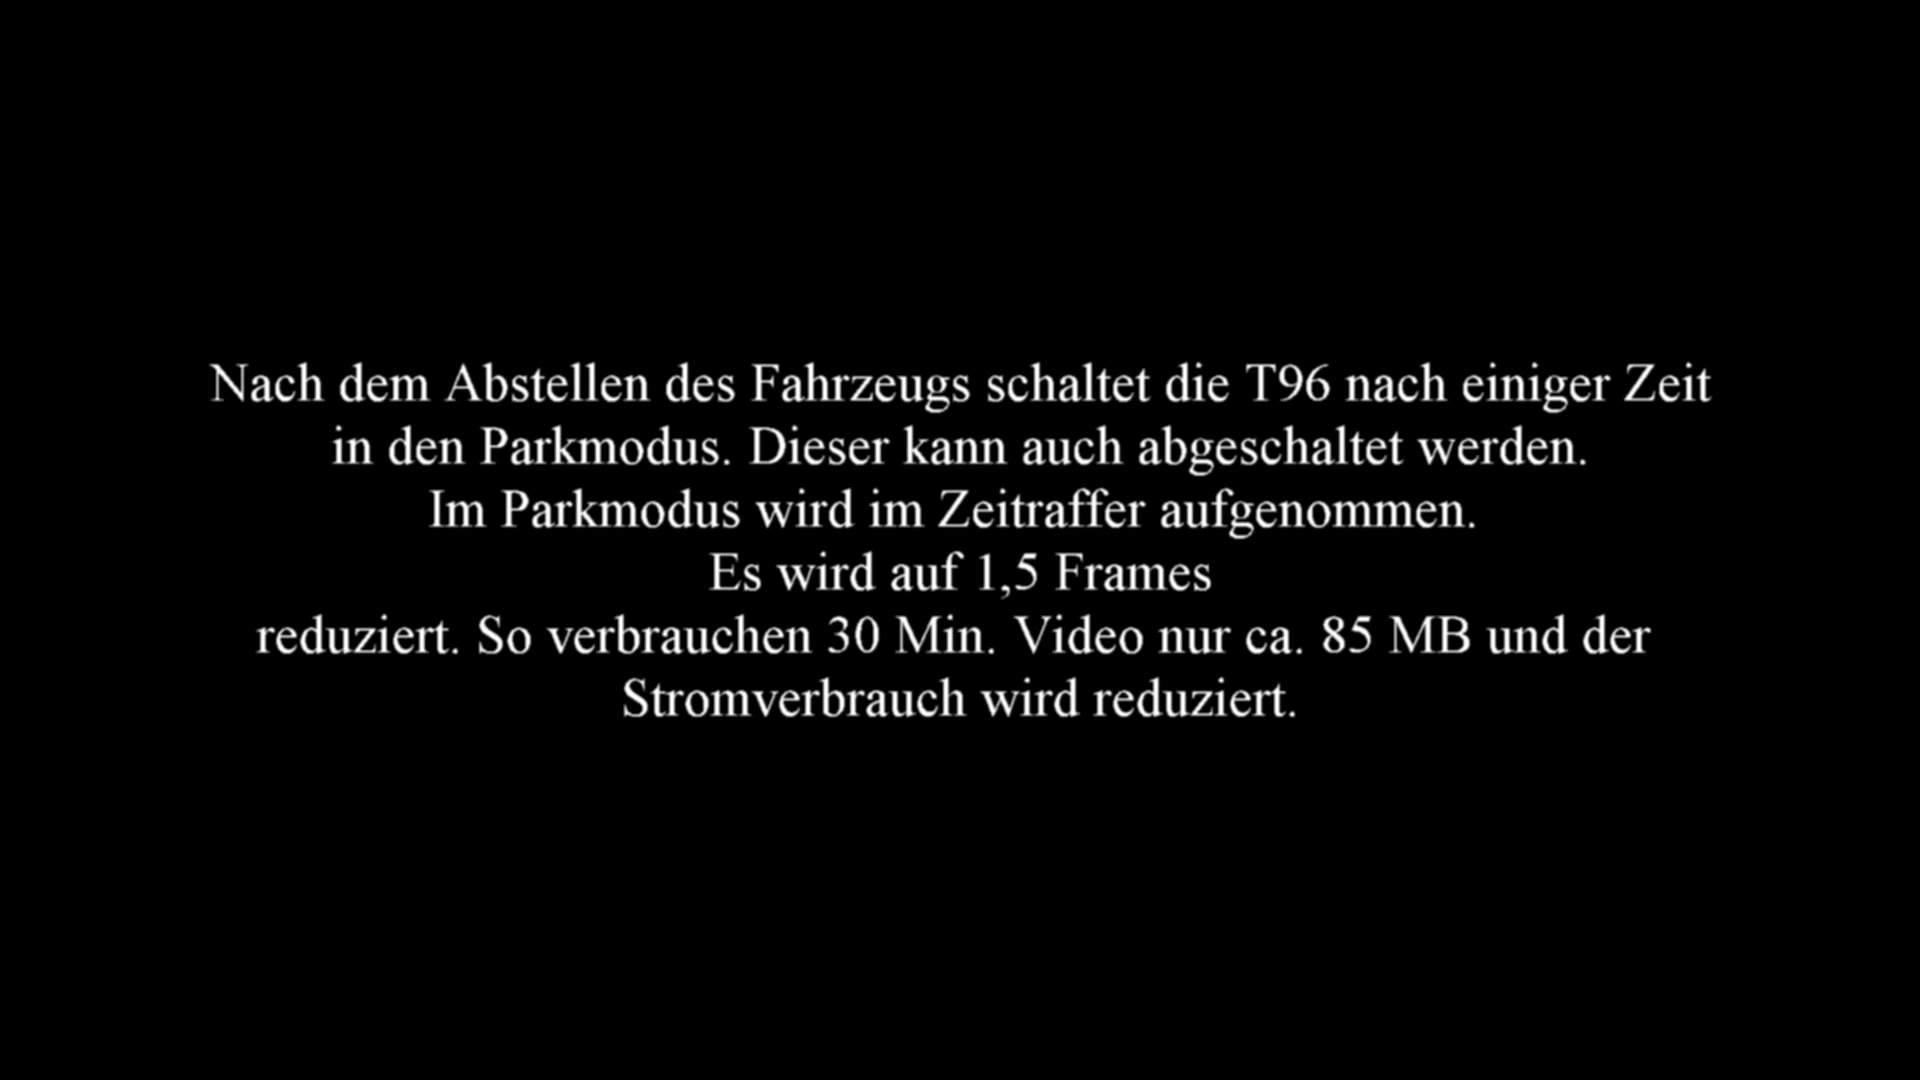 Nach dem Abstellen des Fahrzeugs schaltet die T96 nach einiger Zeit
in den Parkmodus. Dieser kann auch abgeschaltet werden.
Im Parkmodus wird im Zeitraffer aufgenommen.
Es wird auf 1,5 Frames
reduziert. So verbrauchen 30 Min. Video nur ca. 85 MB und der
Stromverbrauch wird reduziert.